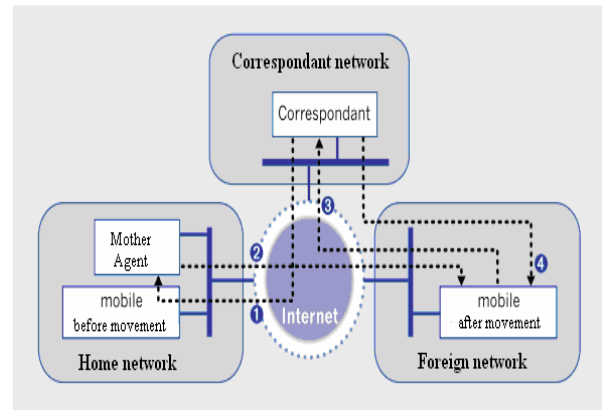 Correspondant network
Correspondant
3
Mother
Agent
2
4
mobile
before movement
1
Internet
mobile
after movement
Home network
Foreign network